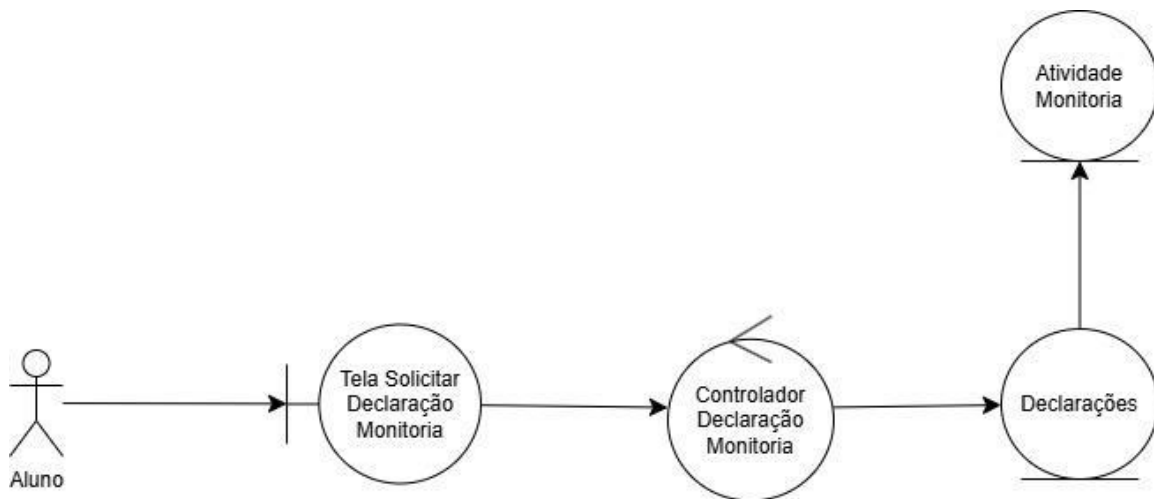 Atividade
Monitoria
Tela Solicitar
Declaração
Monitoria
Controlador
Declaração
Monitoria
Declarações
Aluno